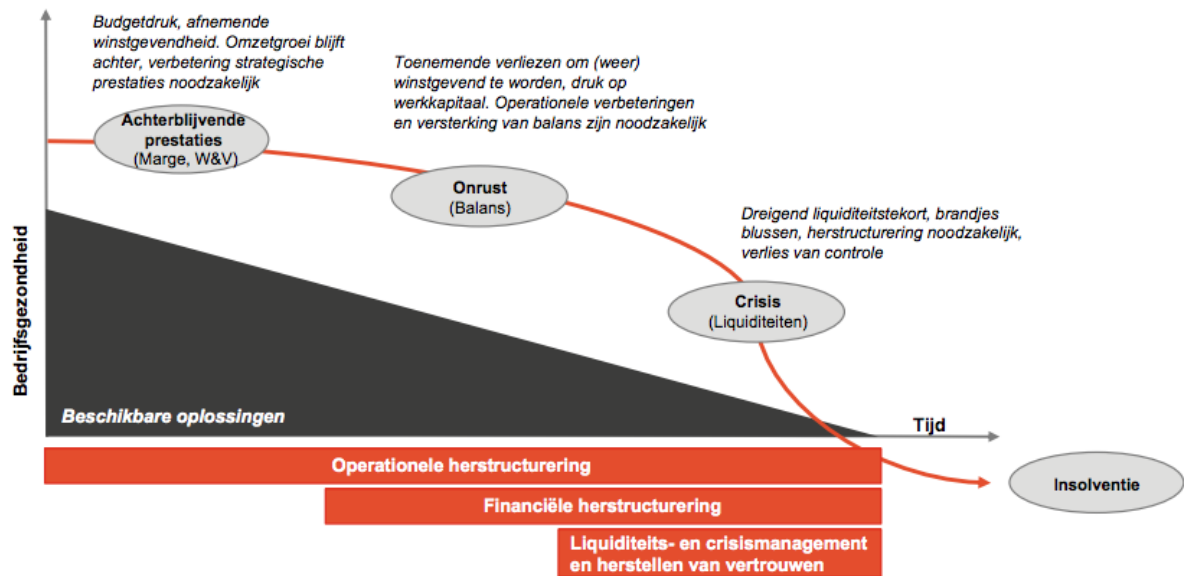 Budgetdruk, afnemende
winstgevendheid. Omzetgroei blijft
achter, verbetering strategische
prestaties noodzakelijk
Toenemende verliezen om (weer)
winstgevend te worden, druk op
werkkapitaal. Operationele verbeteringen
en versterking van balans zijn noodzakelijk
Achterblijvende
prestaties
(Marge, W&V)
Onrust
(Balans)
Dreigend liquiditeitstekort, brandjes
blussen, herstructurering noodzakelijk,
verlies van controle
Crisis
(Liquiditeiten)
Bedrijfsgezondheid
Beschikbare oplossingen
Tijd
Operationele herstructurering
Insolventie
Financiële herstructurering
Liquiditeits- en crisismanagement
en herstellen van vertrouwen